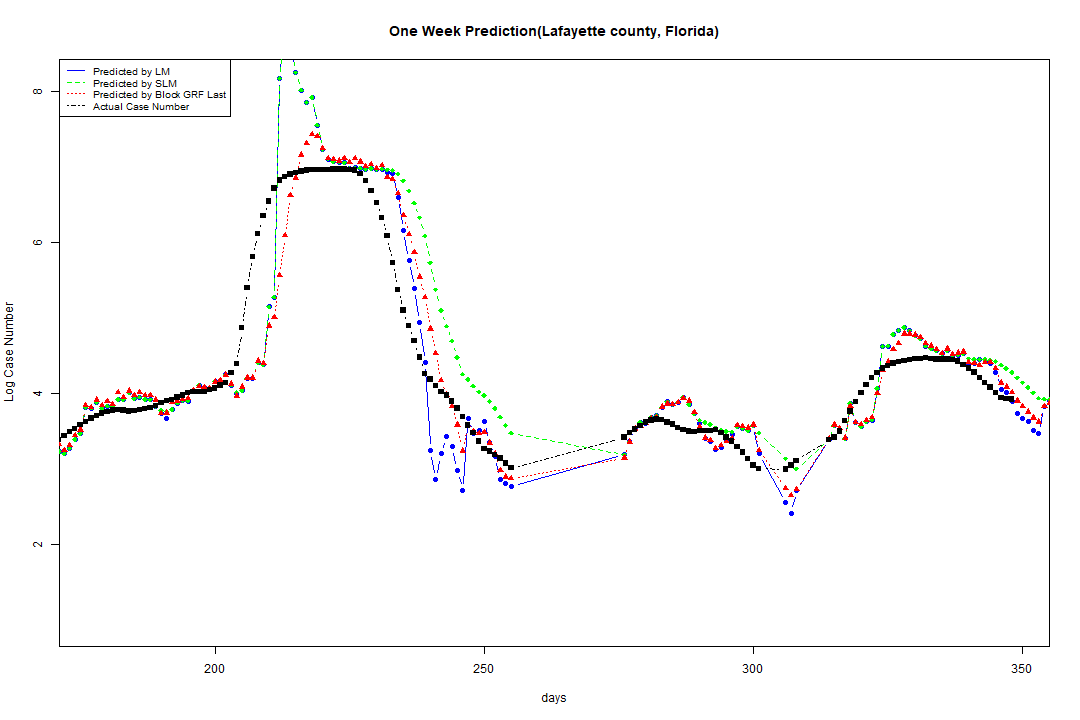 One Week Prediction(Lafayette county, Florida)
Predicted by LM
Predicted by SLM
Predicted by Block GRF Last
Actual Case Number
Log Case Number
8
6
4
2
200 250 300 350
days